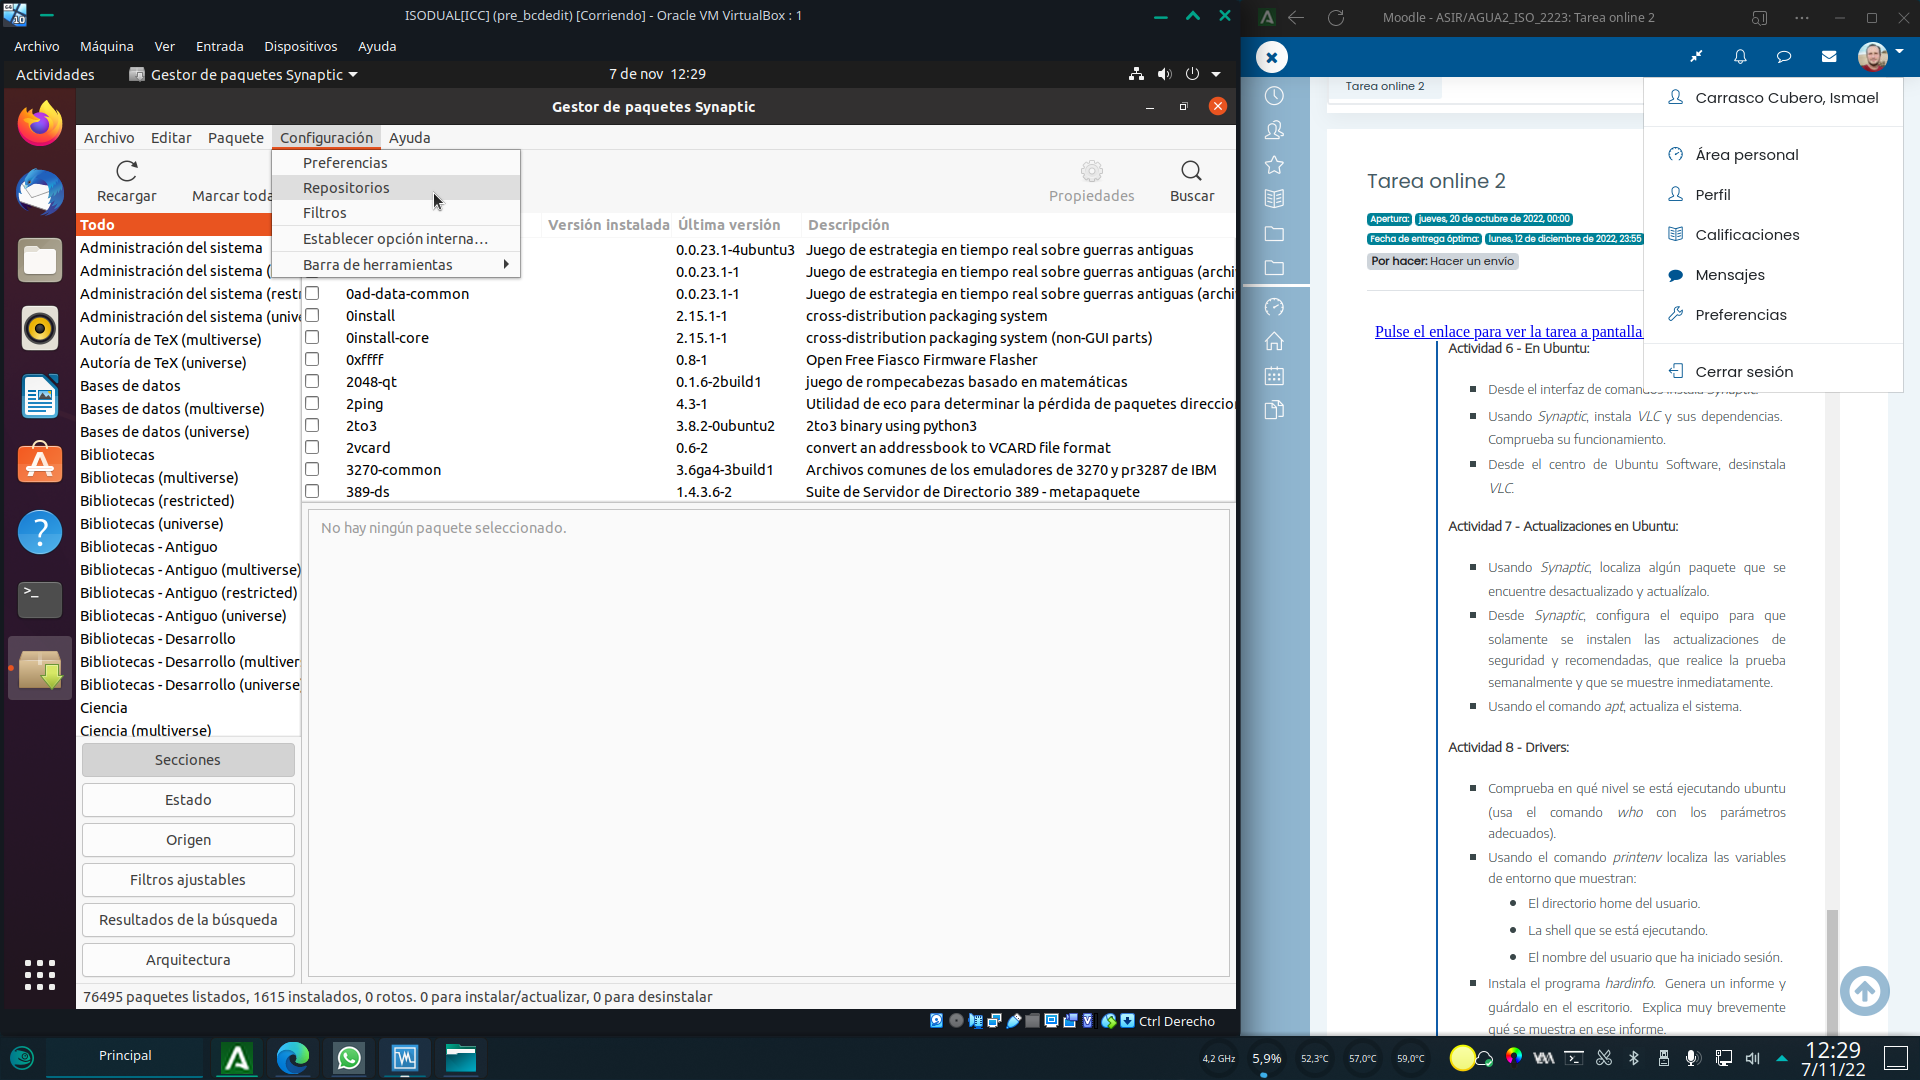 ISODUAL[ICC] (pre_bcdedit) [Corriendo] - Oracle VM VirtualBox : 1
Archivo Máquina Ver Entrada Dispositivos Ayuda
Actividades Gestor de paquetes Synaptic 7 de nov 12:29
Gestor de paquetes Synaptic
Archivo Editar Paquete Configuración Ayuda
Recargar Marcar toda Propiedades Buscar
Preferencias
Repositorios
Filtros
Establecer opción interna…
Barra de herramientas
Versión instalada Última versión Descripción
0.0.23.1-4ubuntu3 Juego de estrategia en tiempo real sobre guerras antiguas
0.0.23.1-1 Juego de estrategia en tiempo real sobre guerras antiguas (archi
0ad-data-common 0.0.23.1-1 Juego de estrategia en tiempo real sobre guerras antiguas (archi
0install 2.15.1-1 cross-distribution packaging system
0install-core 2.15.1-1 cross-distribution packaging system (non-GUI parts)
0xffff 0.8-1 Open Free Fiasco Firmware Flasher
2048-qt 0.1.6-2build1 juego de rompecabezas basado en matemáticas
2ping 4.3-1 Utilidad de eco para determinar la pérdida de paquetes direccio
2to3 3.8.2-0ubuntu2 2to3 binary using python3
2vcard 0.6-2 convert an addressbook to VCARD file format
3270-common 3.6ga4-3build1 Archivos comunes de los emuladores de 3270 y pr3287 de IBM
389-ds 1.4.3.6-2 Suite de Servidor de Directorio 389 - metapaquete
No hay ningún paquete seleccionado.
Todo
Administración del sistema
Administración del sistema (
Administración del sistema (restr
Administración del sistema (unive
Autoría de TeX (multiverse)
Autoría de TeX (universe)
Bases de datos
Bases de datos (multiverse)
Bases de datos (universe)
Bibliotecas
Bibliotecas (multiverse)
Bibliotecas (restricted)
Bibliotecas (universe)
Bibliotecas - Antiguo
Bibliotecas - Antiguo (multiverse)
Bibliotecas - Antiguo (restricted)
Bibliotecas - Antiguo (universe)
Bibliotecas - Desarrollo
Bibliotecas - Desarrollo (multiver
Bibliotecas - Desarrollo (universe
Ciencia
Ciencia (multiverse)
Secciones
Estado
Origen
Filtros ajustables
Resultados de la búsqueda
Arquitectura
76495 paquetes listados, 1615 instalados, 0 rotos. 0 para instalar/actualizar, 0 para desinstalar
Ctrl Derecho
Moodle - ASIR/AGUA2_ISO_2223: Tarea online 2
Tarea online 2
Tarea online 2
Apertura: jueves, 20 de octubre de 2022, 00:00
Fecha de entrega óptima: lunes, 12 de diciembre de 2022, 23:55
Por hacer: Hacer un envío
Carrasco Cubero, Ismael
Área personal
Perfil
Calificaciones
Mensajes
Preferencias
Cerrar sesión
Pulse el enlace para ver la tarea a pantalla
Actividad 6 - En Ubuntu:
Desde el interfaz de comandos instala Synaptic.
Usando Synaptic, instala VLC y sus dependencias.
Comprueba su funcionamiento.
Desde el centro de Ubuntu Software, desinstala
VLC.
Actividad 7 - Actualizaciones en Ubuntu:
Usando Synaptic, localiza algún paquete que se
encuentre desactualizado y actualízalo.
Desde Synaptic, configura el equipo para que
solamente se instalen las actualizaciones de
seguridad y recomendadas, que realice la prueba
semanalmente y que se muestre inmediatamente.
Usando el comando apt, actualiza el sistema.
Actividad 8 - Drivers:
Comprueba en qué nivel se está ejecutando ubuntu
(usa el comando who con los parámetros
adecuados).
Usando el comando printenv localiza las variables
de entorno que muestran:
El directorio home del usuario.
La shell que se está ejecutando.
El nombre del usuario que ha iniciado sesión.
Instala el programa hardinfo. Genera un informe y
guárdalo en el escritorio. Explica muy brevemente
qué se muestra en ese informe.
Principal
4,2 GHz 5,9% 52,3°C 57,0°C 59,0°C
12:29
7/11/22